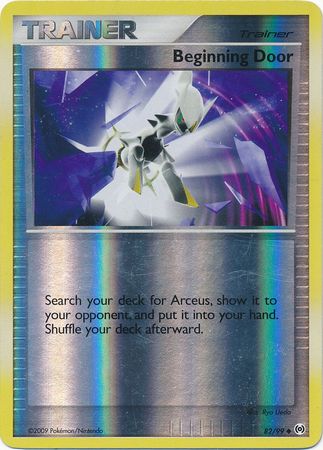 TRAINER
Trainer
Beginning Door
Search your deck for Arceus, show it to
your opponent, and put it into your hand.
Shuffle your deck afterward.
Illus. Ryo Ueda
©2009 Pokémon/Nintendo
82/99